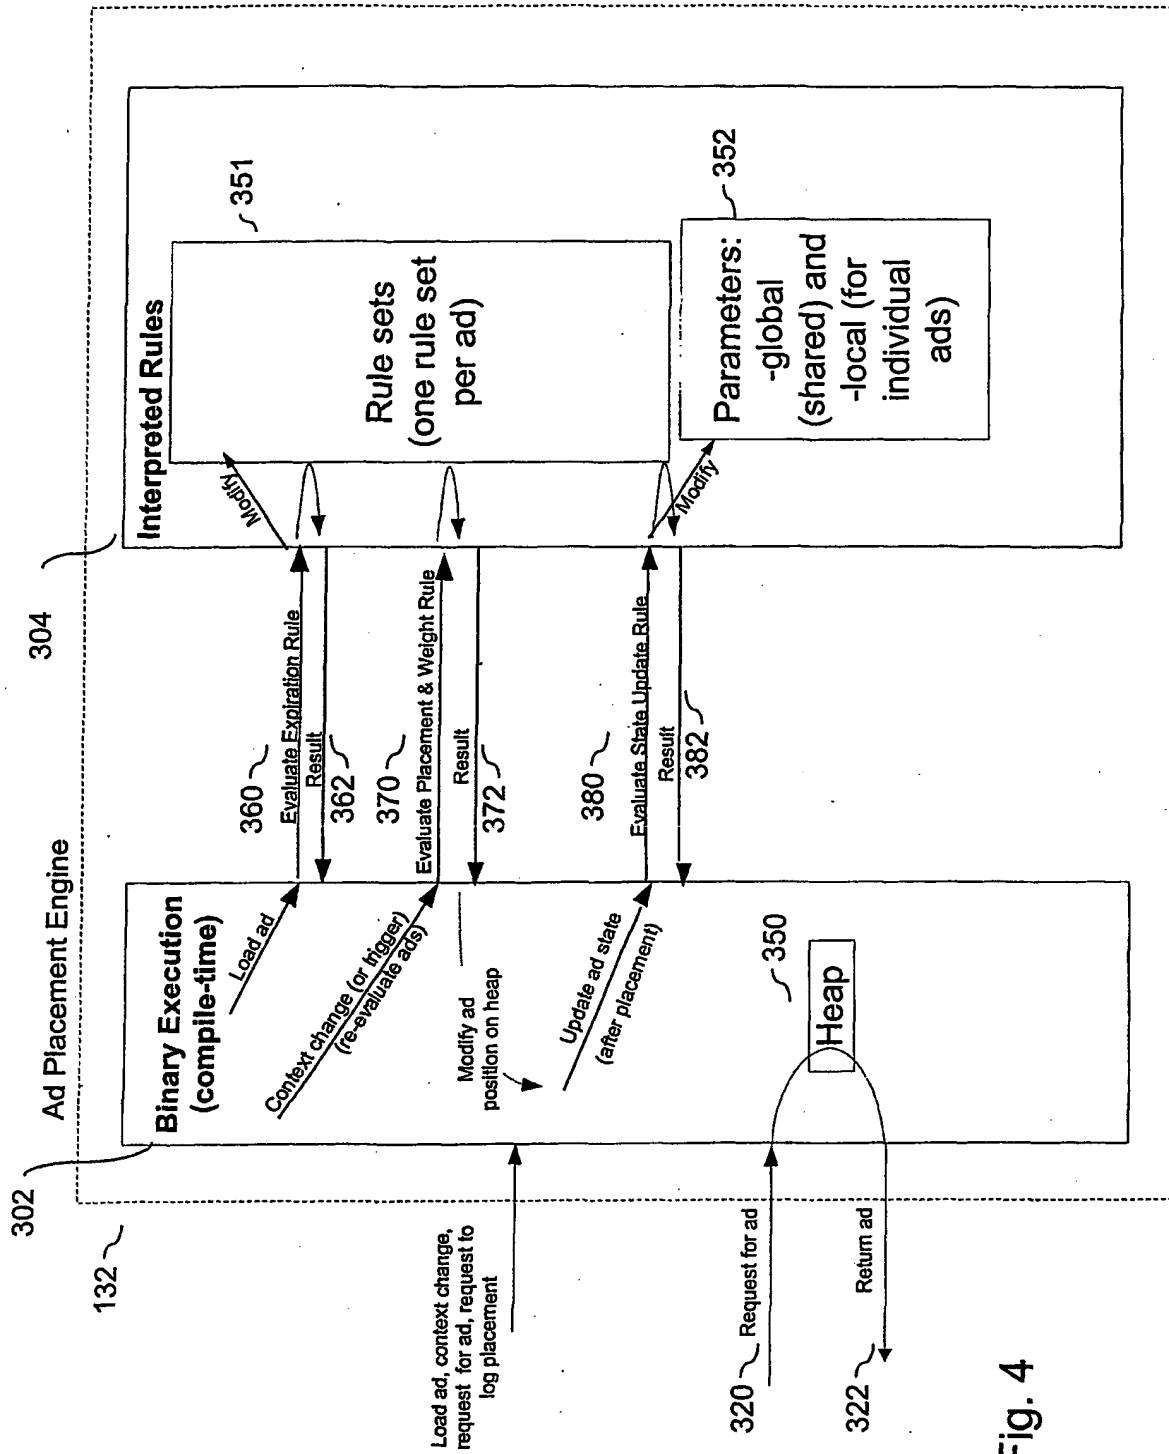 Ad Placement Engine
132
302
304
Binary Execution
(compile-time)
Load ad
Context change (or trigger)
(re-evaluate ads)
Modify ad
position on heap
Update ad state
(after placement)
350
Heap
Load ad, context change,
request for ad, request to
log placement
320
Request for ad
322
Return ad
360
Evaluate Expiration Rule
Result
362
370
Evaluate Placement & Weight Rule
Result
372
380
Evaluate State Update Rule
Result
382
Interpreted Rules
Modify
351
Rule sets
(one rule set
per ad)
Modify
352
Parameters:
-global
(shared) and
-local (for
individual
ads)
Fig. 4